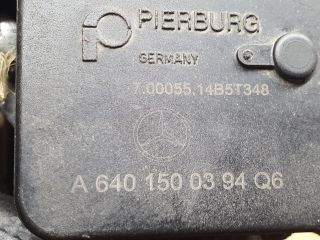 PIERBURG
GERMANY
7.00055.14B5T348
A 640 150 03 94 Q6